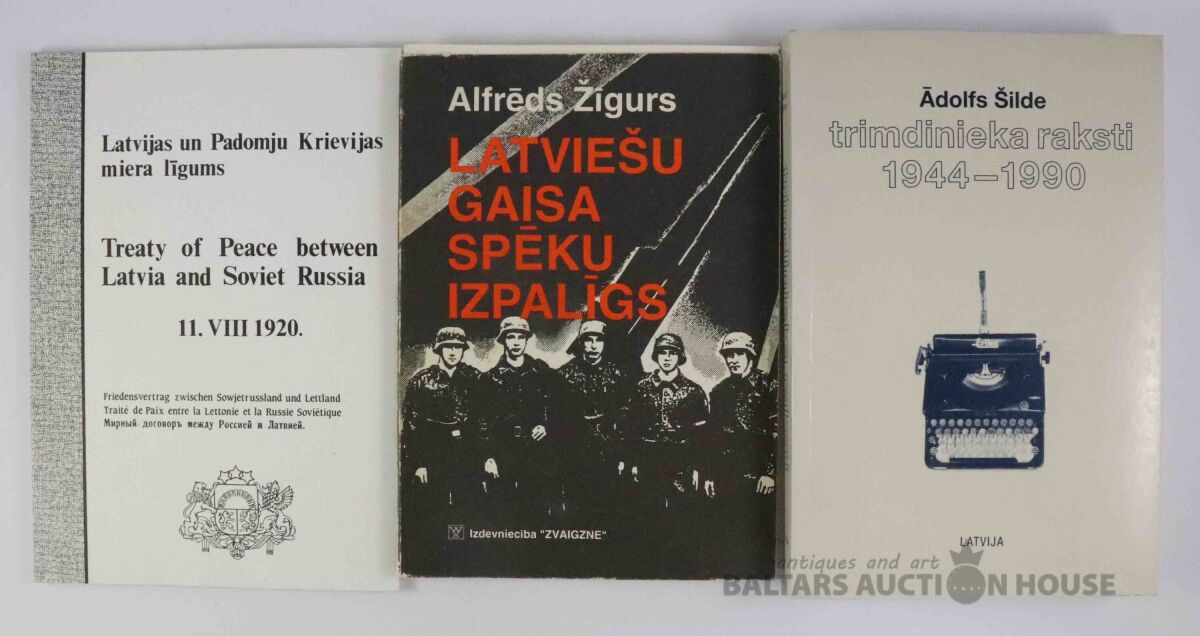 Latvijas un Padomju Krievijas
miera līgums
Treaty of Peace between
Latvia and Soviet Russia
11. VIII 1920.
Friedensvertrag zwischen Sowjetrussland und Lettland
Traité de Paix entre la Lettonie et la Russie Soviétique
Мирный договоръ между Россией и Латвией.
Alfrēds Žīgurs
LATVIEŠU
GAISA
SPĒKU
IZPALĪGS
Izdevniecība "ZVAIGZNE"
Ādolfs Šilde
trimdinieka raksti
1944–1990
LATVIJA
antiques and art
BALTARS AUCTION HOUSE